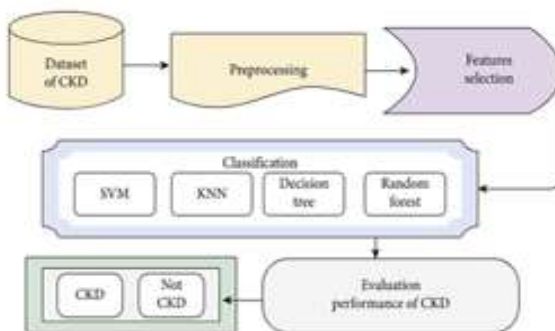 Dataset
of CKD
Preprocessing
Features
selection
Classification
SVM
KNN
Decision
tree
Random
forest
Evaluation
performance of CKD
CKD
Not
CKD